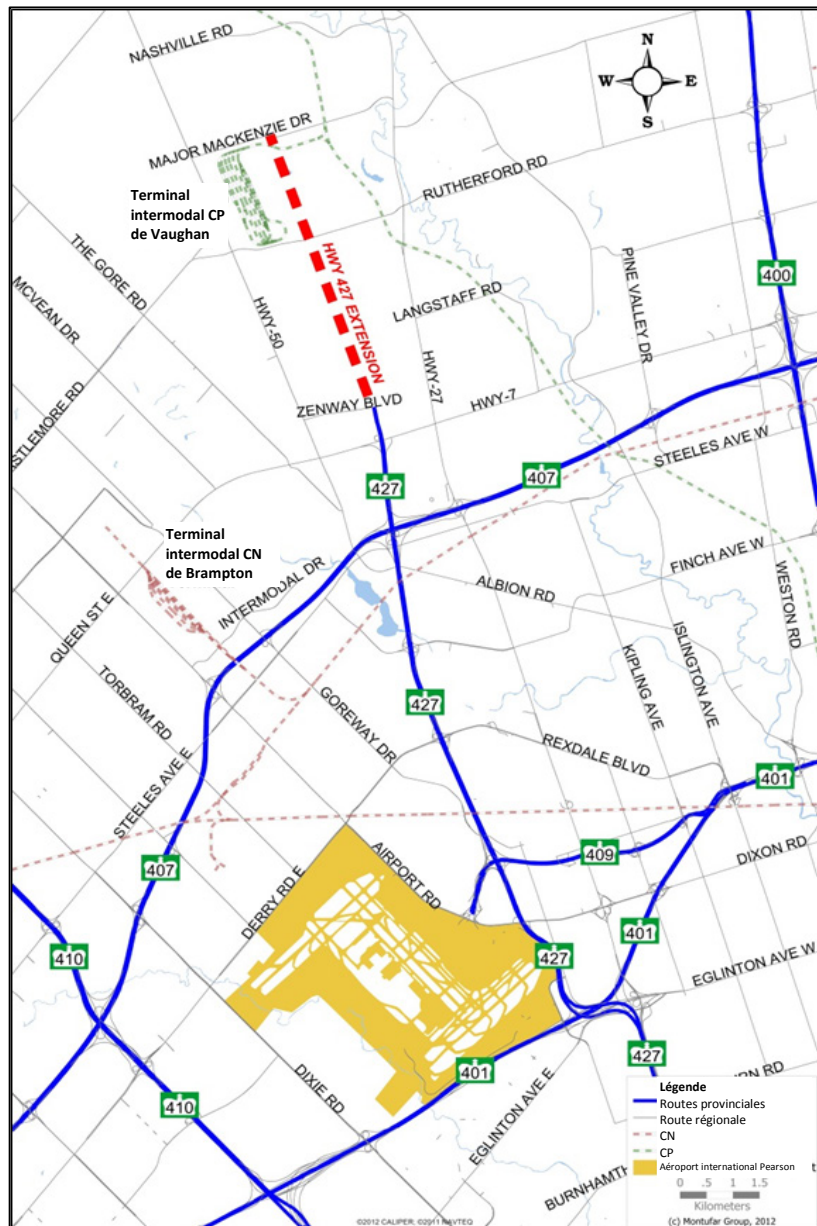 NASHVILLE RD
N
W E
S
MAJOR MACKENZIE DR
RUTHERFORD RD
Terminal
intermodal CP
de Vaughan
THE GORE RD
MCVEAN DR
HWY-50
HWY 427 EXTENSION
LANGSTAFF RD
HWY-27
PINE VALLEY DR
400
ZENWAY BLVD
HWY-7
STLEMORE RD
427
407
STEELES AVE W
Terminal
intermodal CN
de Brampton
INTERMODAL DR
ALBION RD
FINCH AVE W
WESTON RD
QUEEN ST E
TORBRAM RD
GOREWAY DR
427
KIPLING AVE
ISLINGTON AVE
REXDALE BLVD
STEELES AVE E
401
407
409
DIXON RD
AIRPORT RD
DERRY RD E
410
427
401
EGLINTON AVE W
427
401
DIXIE RD
410
EGLINTON AVE E
RN RD
BURNHAMTH
Légende
Routes provinciales
Route régionale
CN
CP
Aéroport international Pearson
t
0 .5 1 1.5
Kilometers
©2012 CALIPER; ©2011 NAVTEQ
(c) Montufar Group, 2012